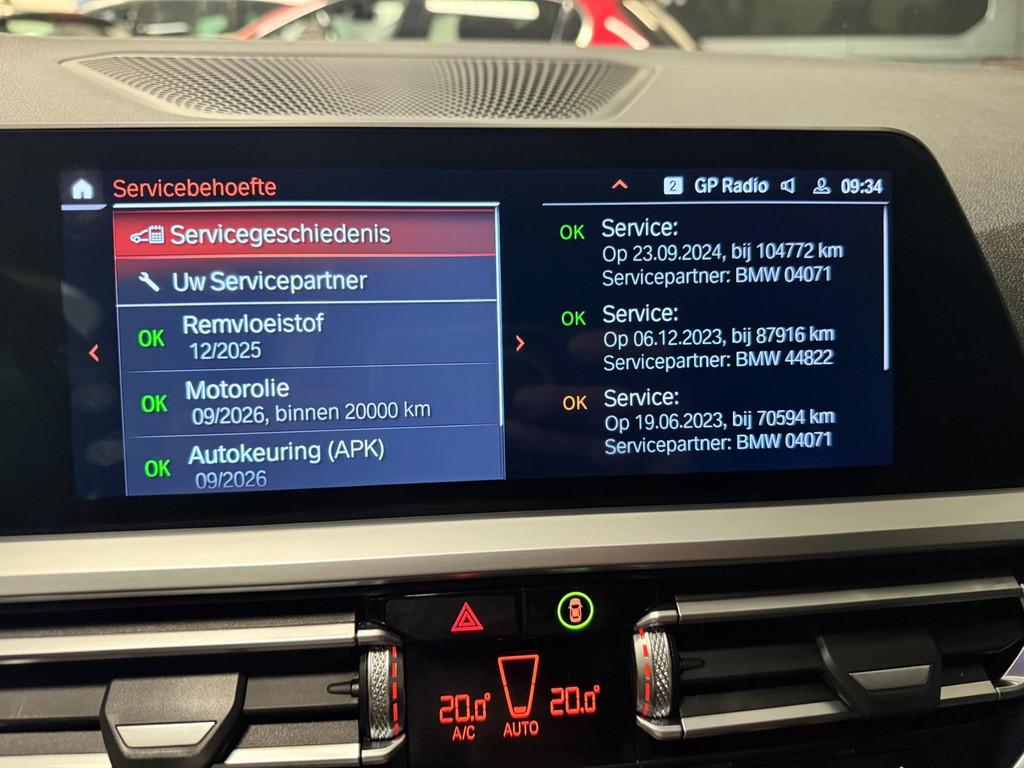 Servicebehoefte
2 GP Radio 09:34
Servicegeschiedenis
Uw Servicepartner
OK Remvloeistof
12/2025
OK Motorolie
09/2026, binnen 20000 km
OK Autokeuring (APK)
09/2026
OK Service:
Op 23.09.2024, bij 104772 km
Servicepartner: BMW 04071
OK Service:
Op 06.12.2023, bij 87916 km
Servicepartner: BMW 44822
OK Service:
Op 19.06.2023, bij 70594 km
Servicepartner: BMW 04071
20.0° 20.0°
A/C AUTO